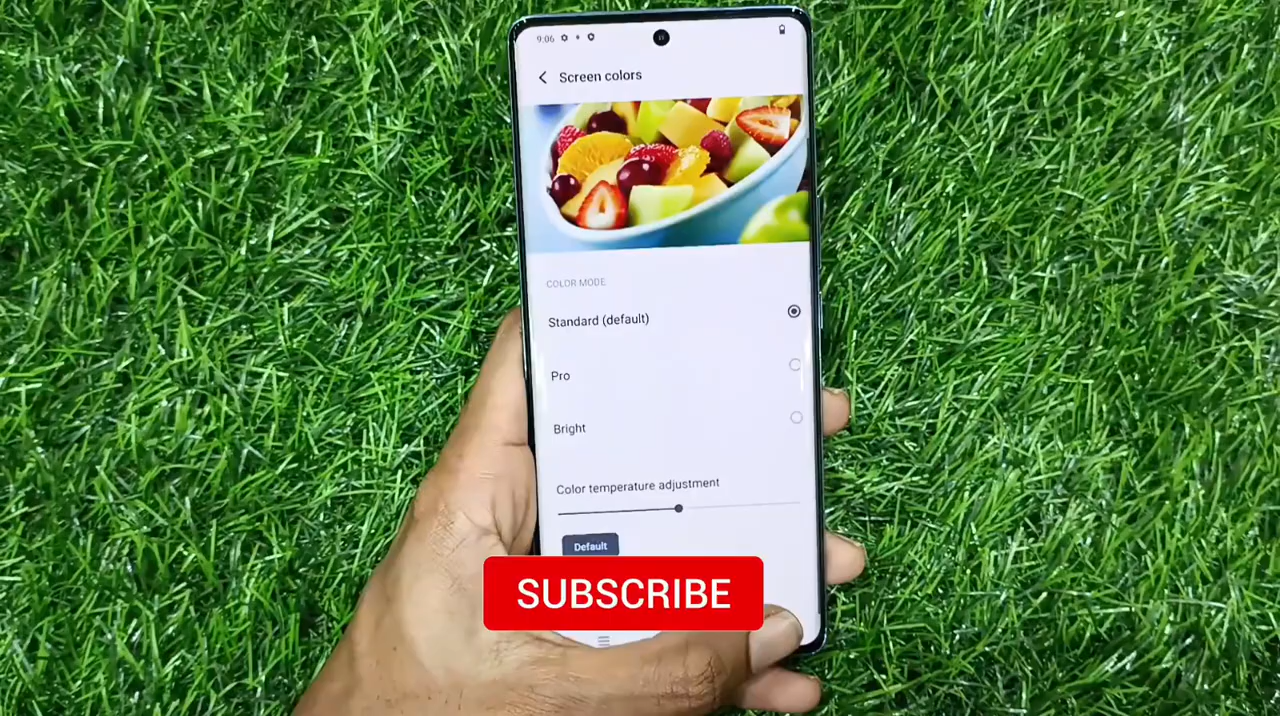 9:06
Screen colors
COLOR MODE
Standard (default)
Pro
Bright
Color temperature adjustment
Default
SUBSCRIBE